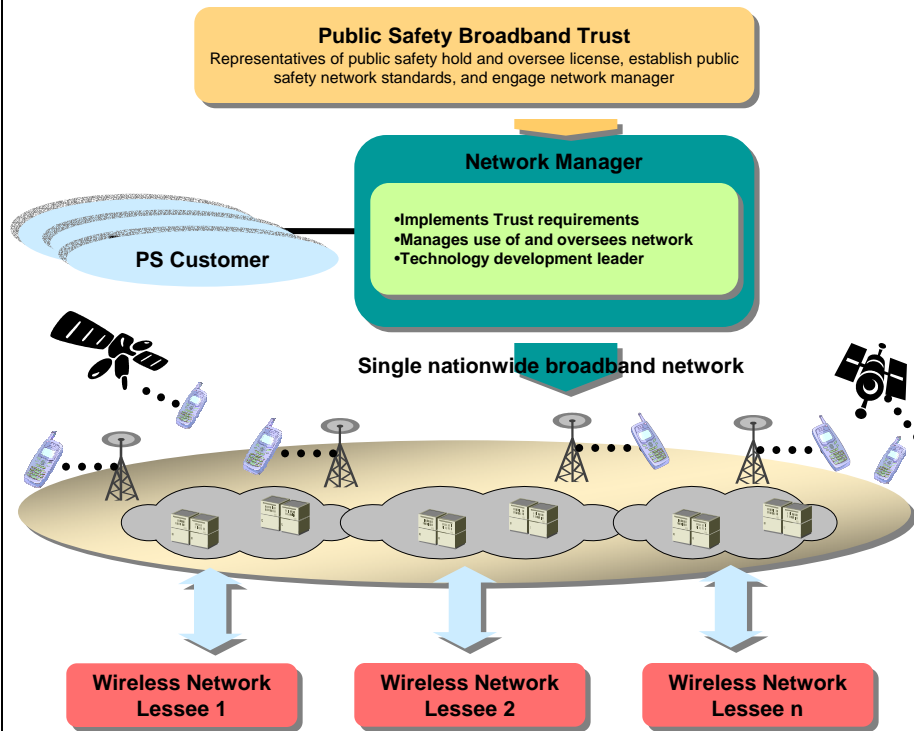 Public Safety Broadband Trust
Representatives of public safety hold and oversee license, establish public
safety network standards, and engage network manager
Network Manager
•Implements Trust requirements
•Manages use of and oversees network
•Technology development leader
PS Customer
Single nationwide broadband network
Wireless Network
Lessee 1
Wireless Network
Lessee 2
Wireless Network
Lessee n